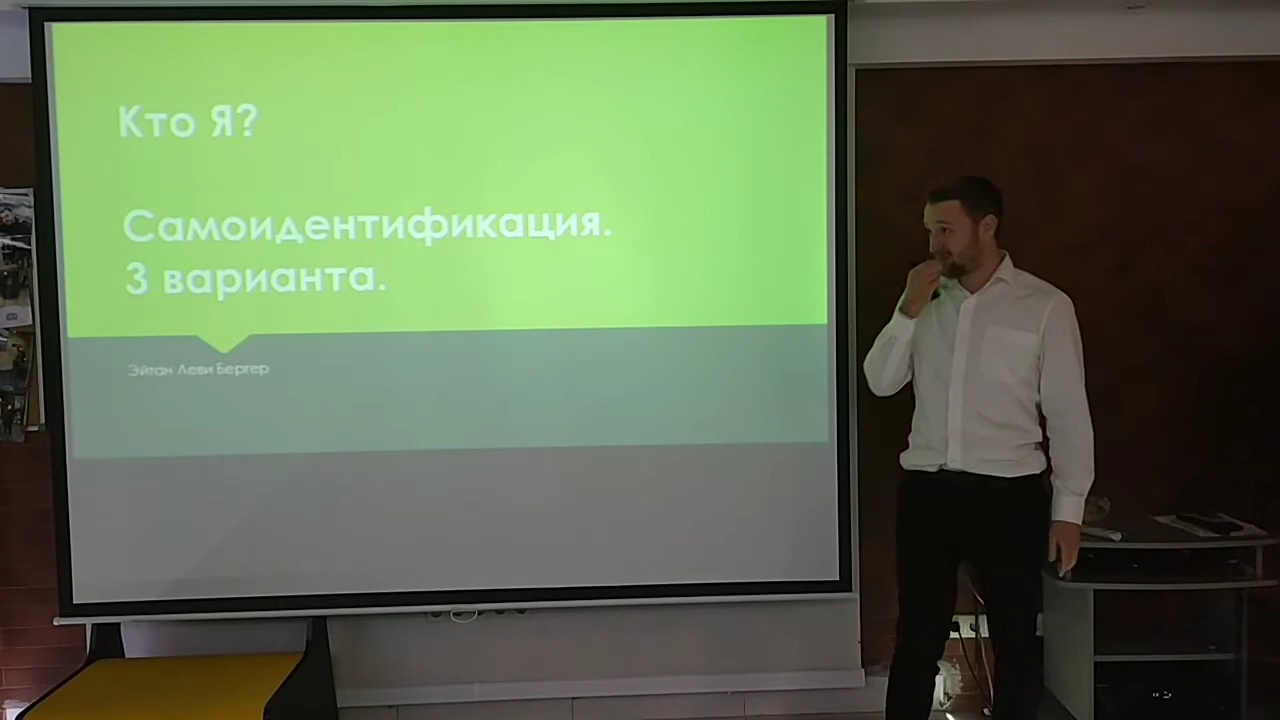 Кто Я?
Самоидентификация.
3 варианта.
Эйтан Леви Бергер